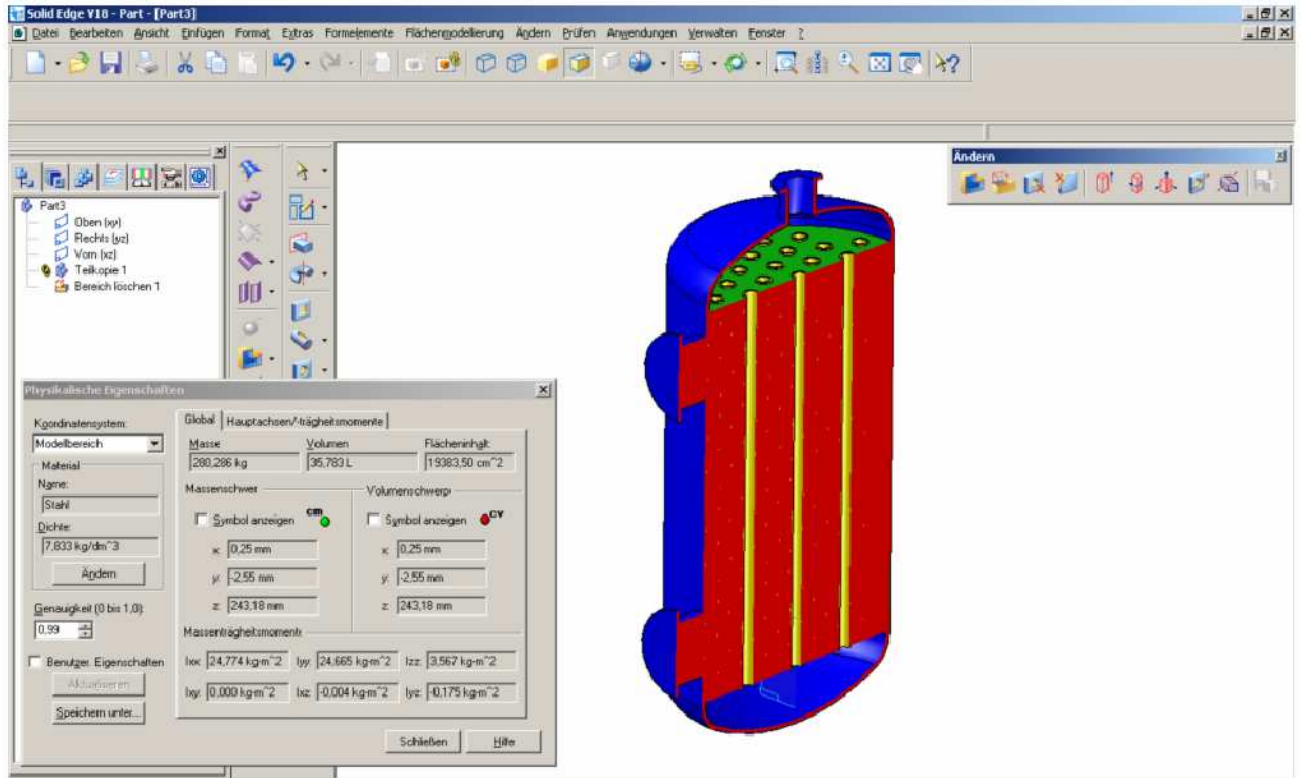 Solid Edge V18 - Part - [Part3]
Datei Bearbeiten Ansicht Einfügen Format Extras Formelemente Flächenmodellierung Ändern Prüfen Anwendungen Verwalten Fenster ?
Ändern
Part3
Oben (xy)
Rechts (yz)
Vorn (xz)
Teilkopie 1
Bereich löschen 1
Physikalische Eigenschaften
Koordinatensystem:
Modellbereich
Material
Name:
Stahl
Dichte:
7,833 kg/dm^3
Ändern
Genauigkeit (0 bis 1,0):
0,99
Benutzer. Eigenschaften
Aktualisieren
Speichern unter...
Global Hauptachsen/-trägheitsmomente
Masse Volumen Flächeninhalt:
280,286 kg 35,783 L 19383,50 cm^2
Massenschwer Volumenschwerp
Symbol anzeigen cm Symbol anzeigen CV
x: 0,25 mm x: 0,25 mm
y: -2,55 mm y: -2,55 mm
z: 243,18 mm z: 243,18 mm
Massenträgheitsmomente
Ixx: 24,774 kg-m^2 Iyy: 24,665 kg-m^2 Izz: 3,567 kg-m^2
Ixy: 0,000 kg-m^2 Ixz: -0,004 kg-m^2 Iyz: -0,175 kg-m^2
Schließen Hilfe